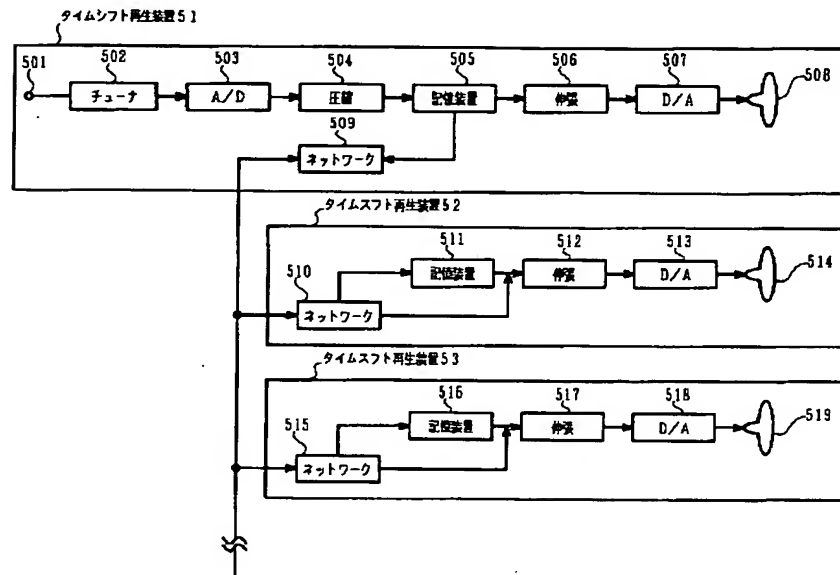 タイムシフト再生装置51
501
502
503
504
505
506
507
508
チューナ
A/D
圧縮
記憶装置
伸張
D/A
509
ネットワーク
タイムスフト再生装置52
510
511
512
513
514
ネットワーク
記憶装置
伸張
D/A
タイムスフト再生装置53
515
516
517
518
519
ネットワーク
記憶装置
伸張
D/A